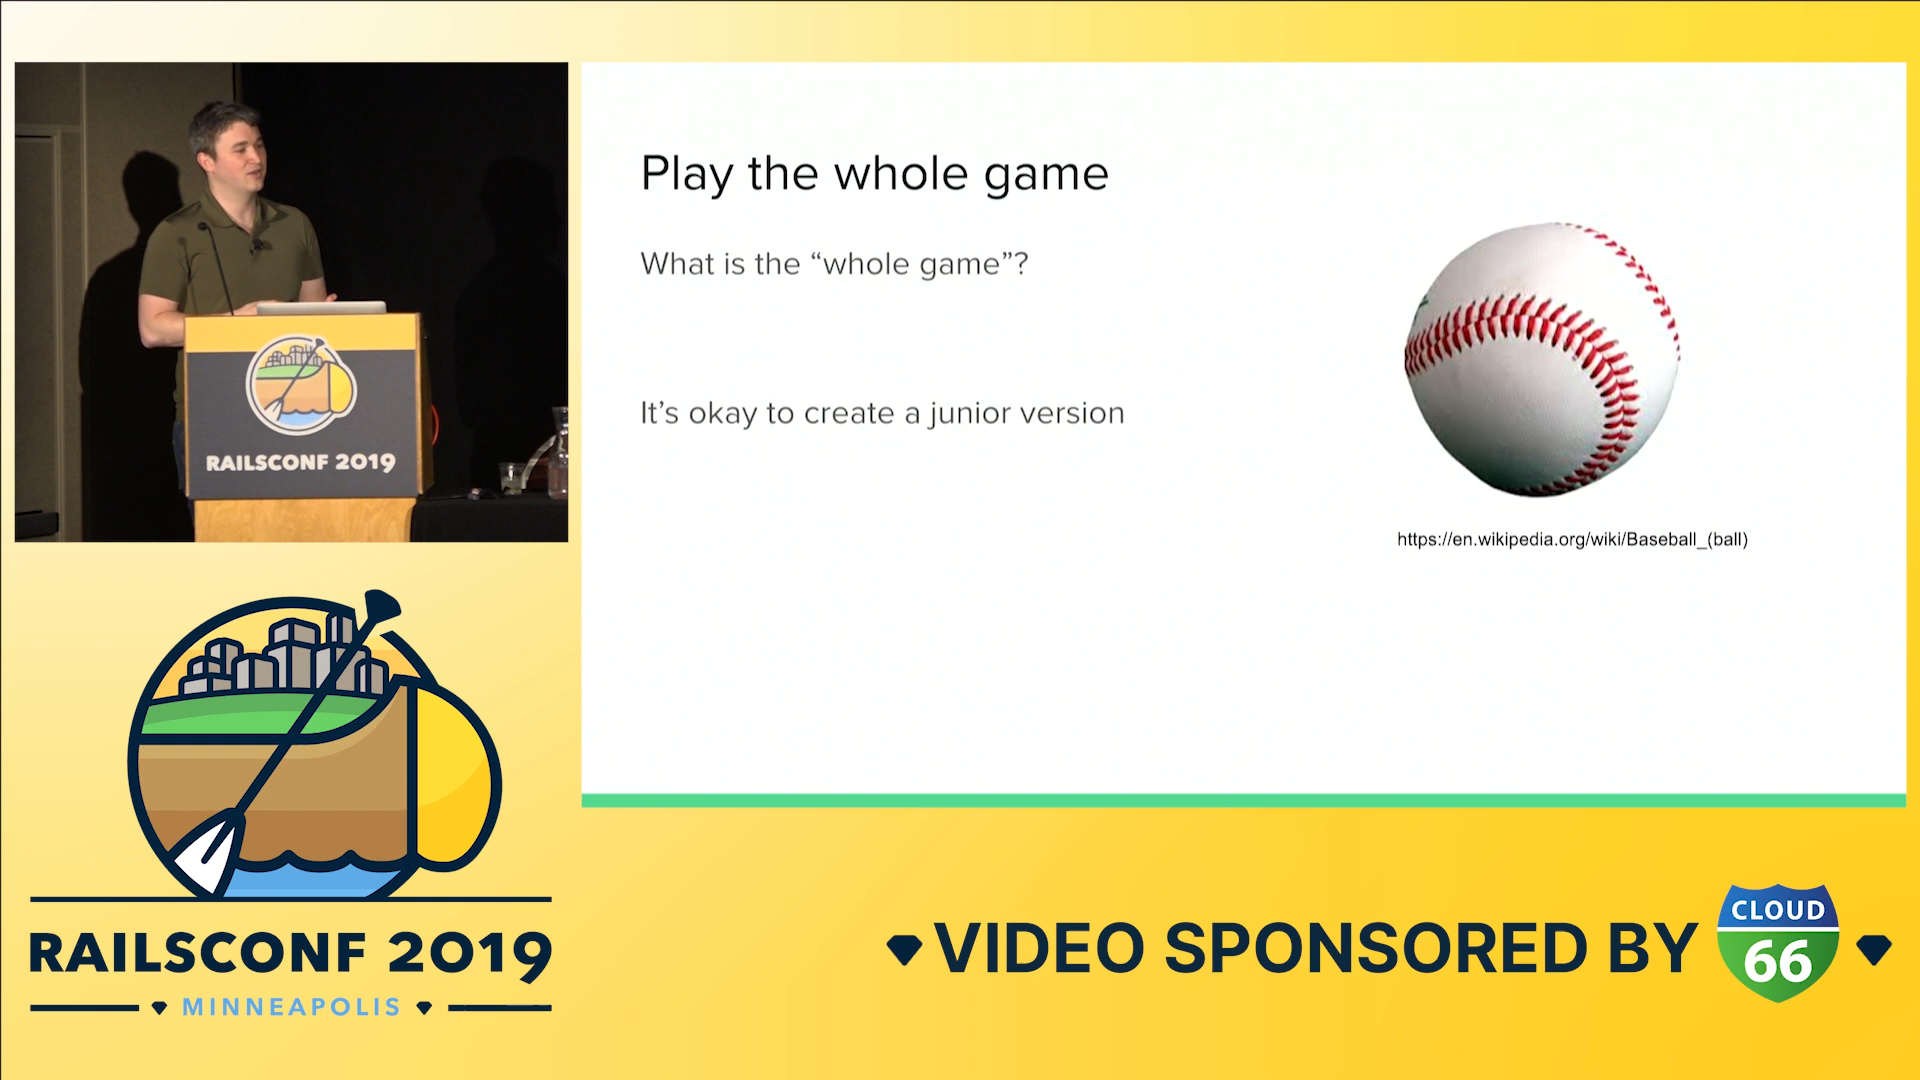 Play the whole game
What is the “whole game”?
It’s okay to create a junior version
https://en.wikipedia.org/wiki/Baseball_(ball)
RAILSCONF 2019
RAILSCONF 2019
MINNEAPOLIS
VIDEO SPONSORED BY
CLOUD
66